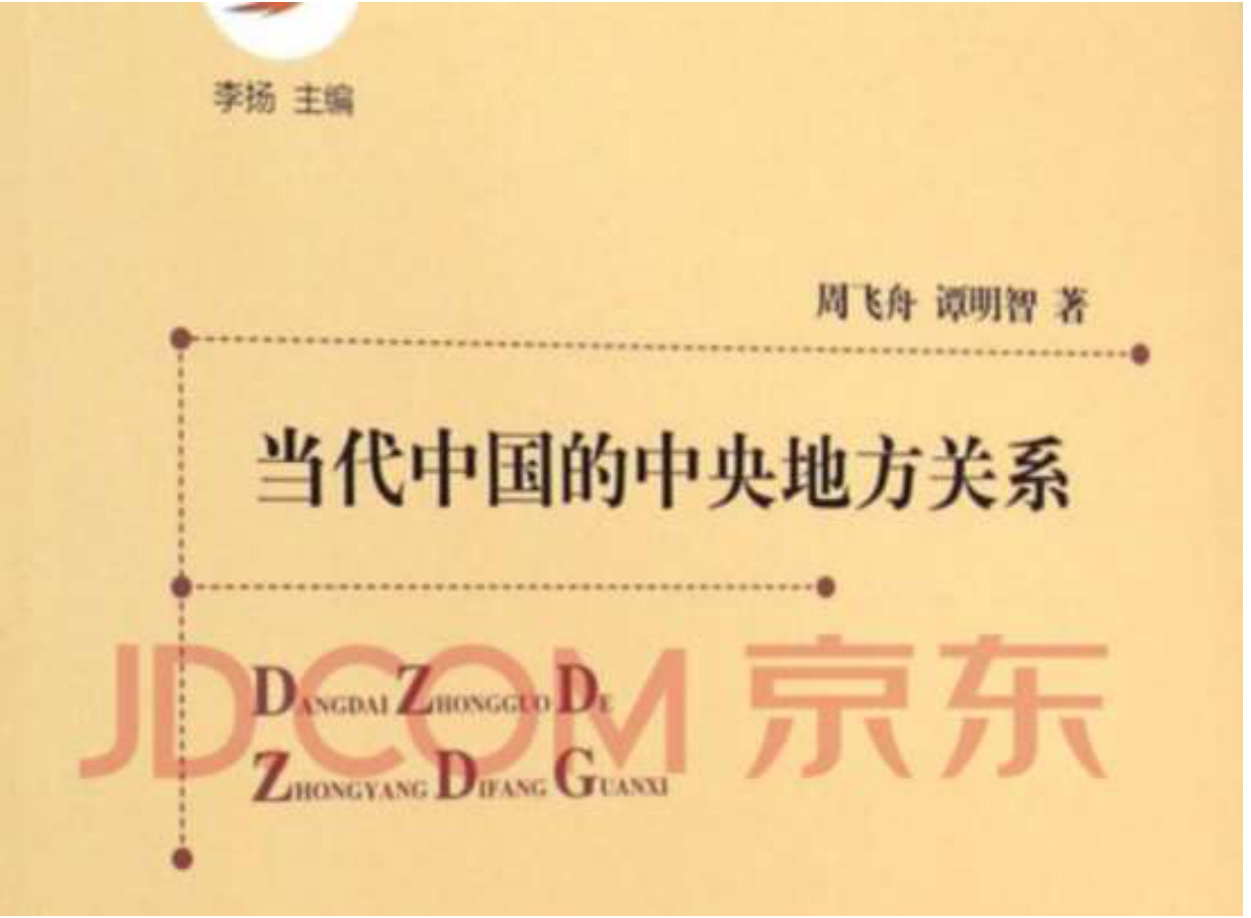 李扬 主编
周飞舟 谭明智 著
当代中国的中央地方关系
JD.COM 京东
DANGDAI ZHONGGUO DE
ZHONGYANG DIFANG GUANXI